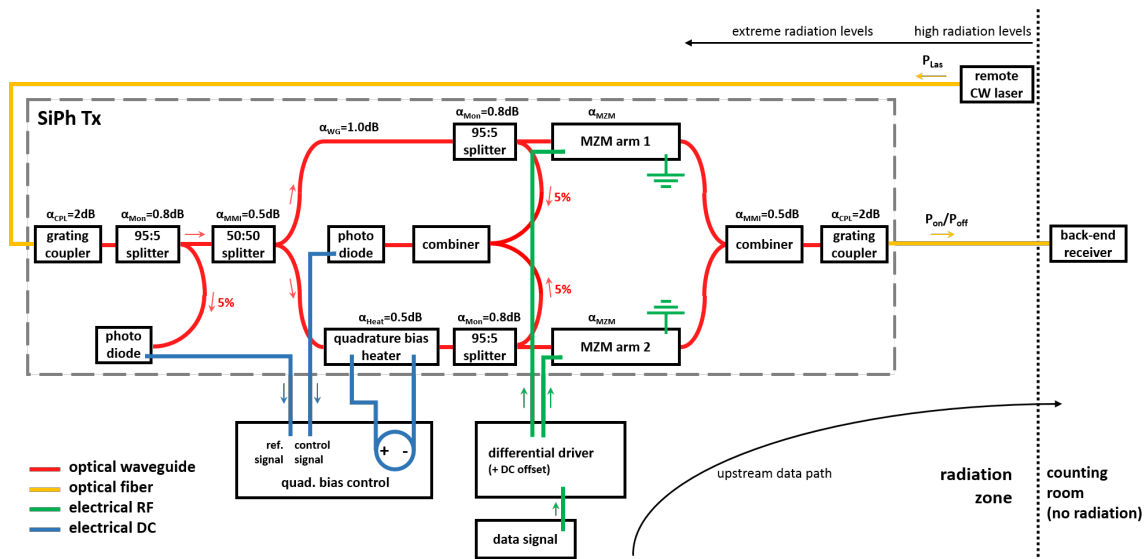 extreme radiation levels
high radiation levels
P_Las
remote
CW laser
SiPh Tx
α_WG=1.0dB
α_Mon=0.8dB
95:5
splitter
α_MZM
MZM arm 1
5%
α_CPL=2dB
grating
coupler
α_Mon=0.8dB
95:5
splitter
α_MMI=0.5dB
50:50
splitter
photo
diode
combiner
α_MMI=0.5dB
combiner
α_CPL=2dB
grating
coupler
P_on/P_off
back-end
receiver
5%
5%
photo
diode
α_Heat=0.5dB
quadrature bias
heater
α_Mon=0.8dB
95:5
splitter
α_MZM
MZM arm 2
ref.
signal
control
signal
+ -
quad. bias control
differential driver
(+ DC offset)
data signal
upstream data path
radiation
zone
counting
room
(no radiation)
optical waveguide
optical fiber
electrical RF
electrical DC